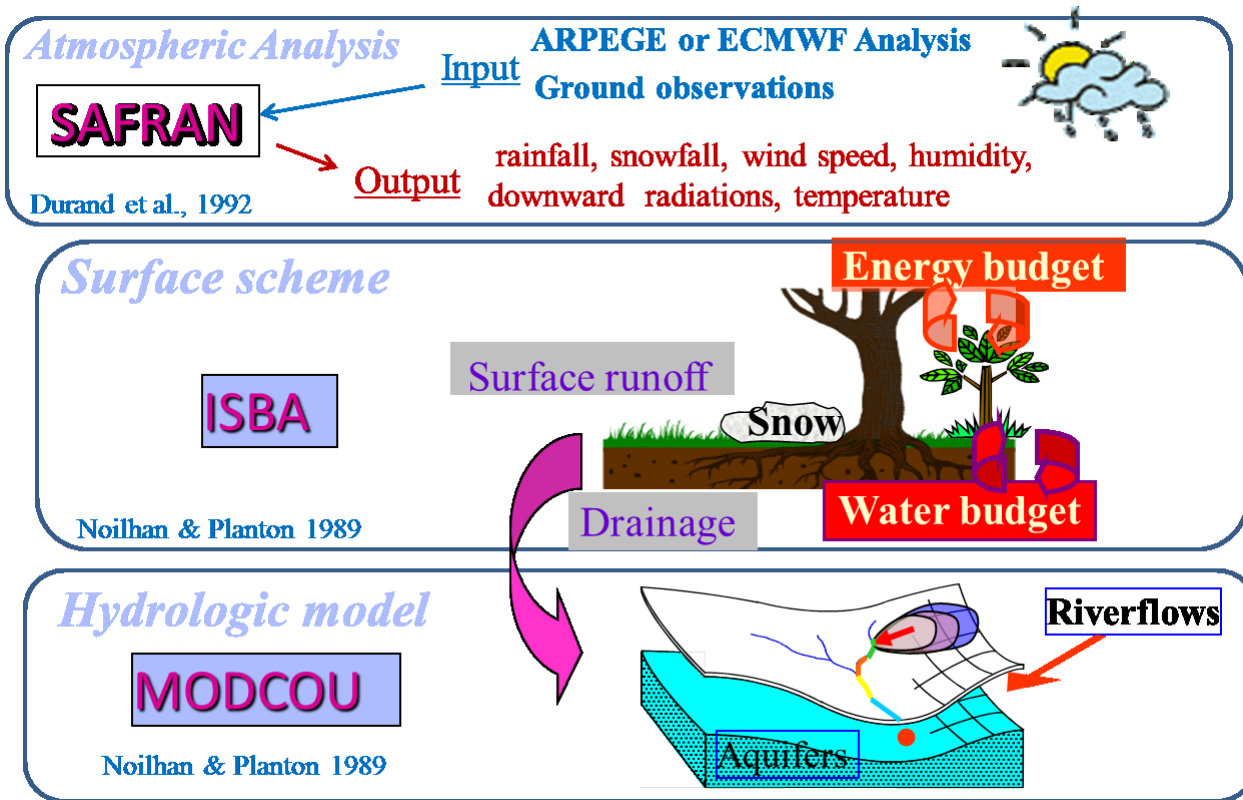 Atmospheric Analysis
ARPEGE or ECMWF Analysis
Input
Ground observations
SAFRAN
rainfall, snowfall, wind speed, humidity,
Output
downward radiations, temperature
Durand et al., 1992
Surface scheme
Energy budget
Surface runoff
ISBA
Snow
Drainage
Water budget
Noilhan & Planton 1989
Hydrologic model
Riverflows
MODCOU
Aquifers
Noilhan & Planton 1989